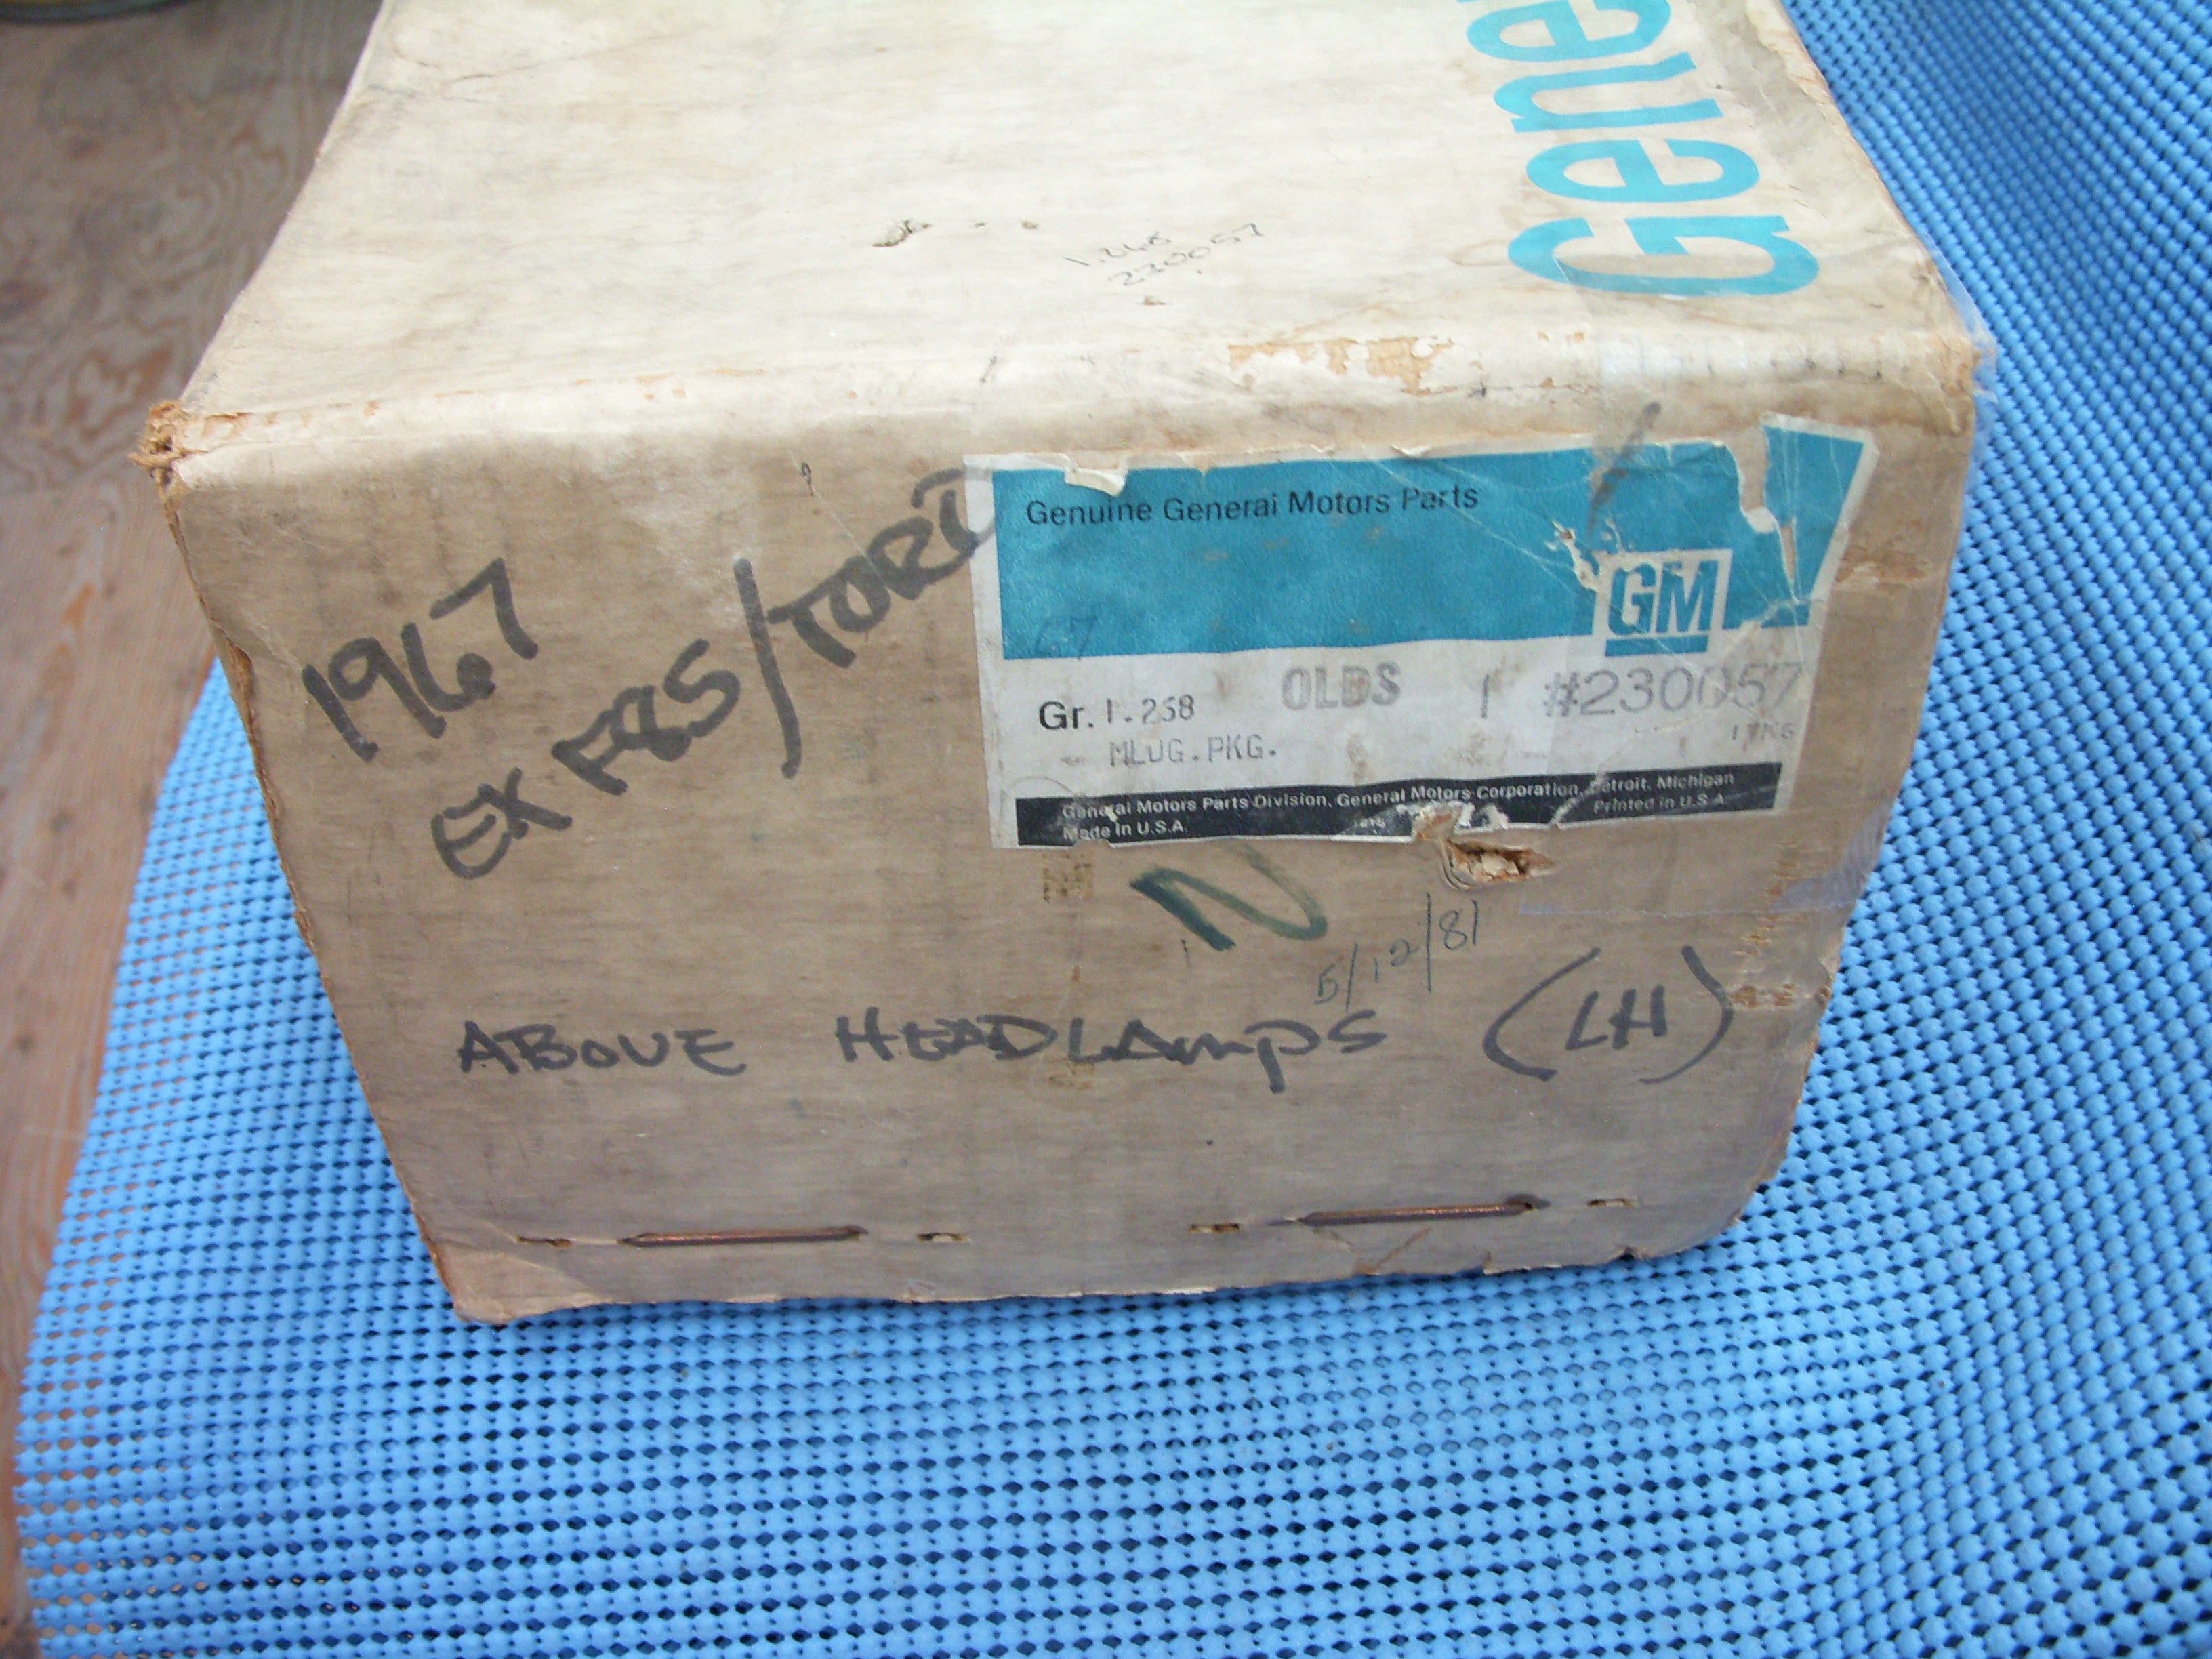 Gene
1.268
230057
1967
EX F85/TORO
Genuine General Motors Parts
GM
67
Gr. 1.268 OLDS 1 #230057
MLDG.PKG.
General Motors Parts Division, General Motors Corporation, Detroit, Michigan
Made in U.S.A. Printed in U.S.A
N
5/12/81
ABOVE HEADLAMPS (LH)